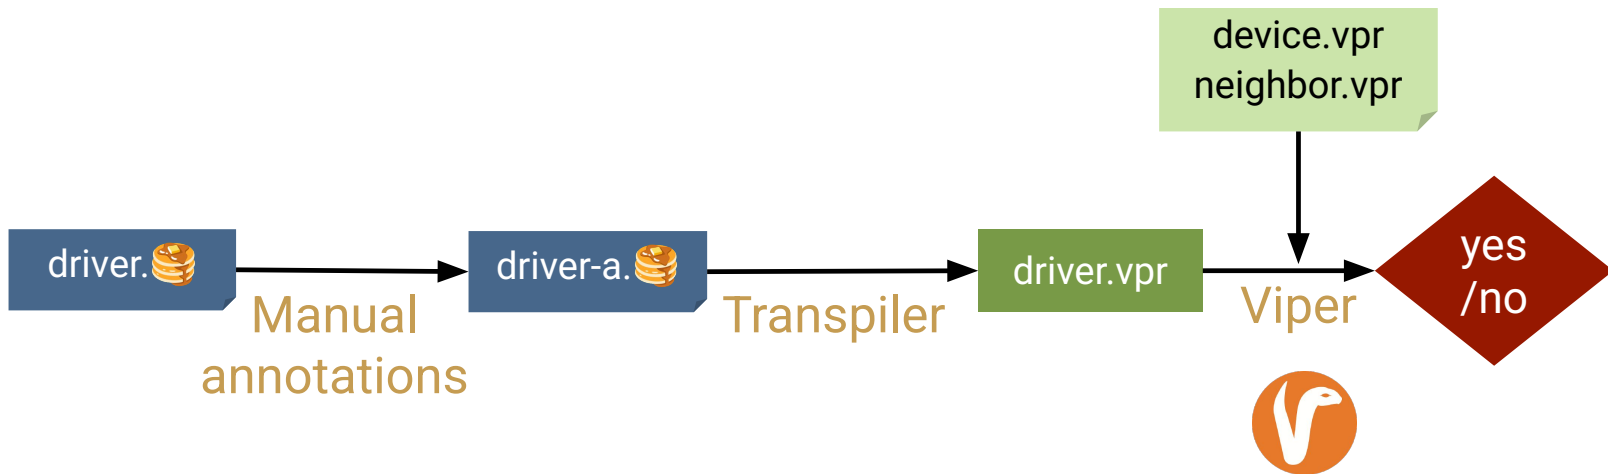 device.vpr
neighbor.vpr
driver.🥞
driver-a.🥞
driver.vpr
yes
/no
Manual
annotations
Transpiler
Viper